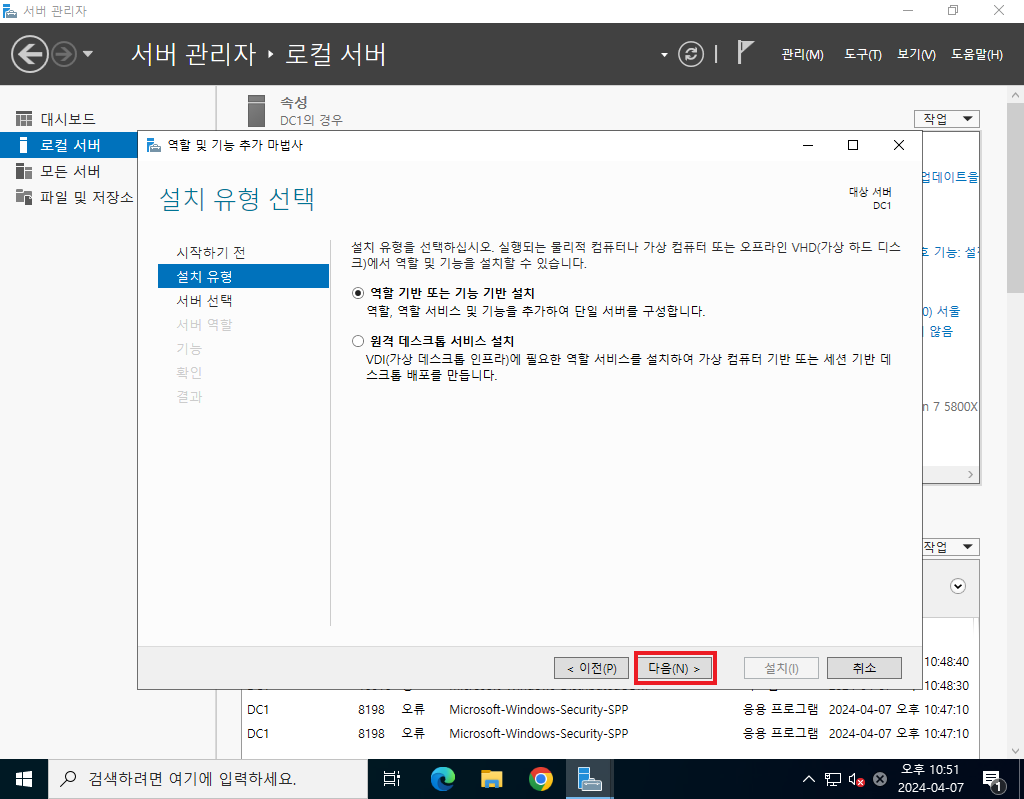 서버 관리자
서버 관리자 ‣ 로컬 서버
관리(M) 도구(T) 보기(V) 도움말(H)
대시보드
로컬 서버
모든 서버
파일 및 저장소
속성
DC1의 경우
작업
역할 및 기능 추가 마법사
설치 유형 선택
대상 서버
DC1
시작하기 전
설치 유형
서버 선택
서버 역할
기능
확인
결과
설치 유형을 선택하십시오. 실행되는 물리적 컴퓨터나 가상 컴퓨터 또는 오프라인 VHD(가상 하드 디스
크)에서 역할 및 기능을 설치할 수 있습니다.
역할 기반 또는 기능 기반 설치
역할, 역할 서비스 및 기능을 추가하여 단일 서버를 구성합니다.
원격 데스크톱 서비스 설치
VDI(가상 데스크톱 인프라)에 필요한 역할 서비스를 설치하여 가상 컴퓨터 기반 또는 세션 기반 데
스크톱 배포를 만듭니다.
< 이전(P) 다음(N) > 설치(I) 취소
업데이트을
기능: 설정
0) 서울
않음
n 7 5800X
작업
10:48:40
10:48:30
DC1 8198 오류 Microsoft-Windows-Security-SPP 응용 프로그램 2024-04-07 오후 10:47:10
DC1 8198 오류 Microsoft-Windows-Security-SPP 응용 프로그램 2024-04-07 오후 10:47:10
검색하려면 여기에 입력하세요.
오후 10:51
2024-04-07
1